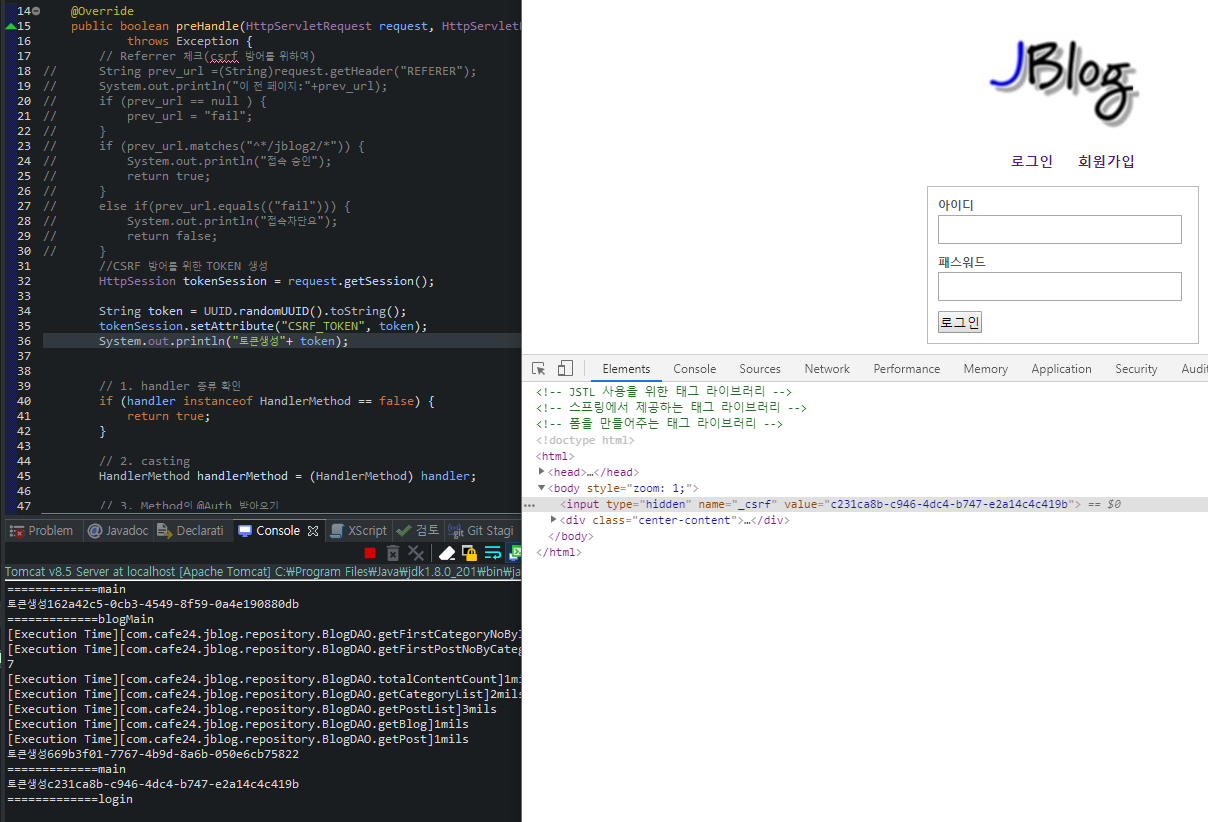 14 @Override
15 public boolean preHandle(HttpServletRequest request, HttpServletR
16 throws Exception {
17 // Referrer 체크(csrf 방어를 위하여)
18 // String prev_url =(String)request.getHeader("REFERER");
19 // System.out.println("이 전 페이지:"+prev_url);
20 // if (prev_url == null ) {
21 // prev_url = "fail";
22 // }
23 // if (prev_url.matches("^*/jblog2/*")) {
24 // System.out.println("접속 승인");
25 // return true;
26 // }
27 // else if(prev_url.equals(("fail"))) {
28 // System.out.println("접속차단요");
29 // return false;
30 // }
31 //CSRF 방어를 위한 TOKEN 생성
32 HttpSession tokenSession = request.getSession();
33
34 String token = UUID.randomUUID().toString();
35 tokenSession.setAttribute("CSRF_TOKEN", token);
36 System.out.println("토큰생성"+ token);
37
38
39 // 1. handler 종류 확인
40 if (handler instanceof HandlerMethod == false) {
41 return true;
42 }
43
44 // 2. casting
45 HandlerMethod handlerMethod = (HandlerMethod) handler;
46
47 // 3. Method의 @Auth 받아오기
Problem @ Javadoc Declarati Console XScript 검토 Git Stagi
Tomcat v8.5 Server at localhost [Apache Tomcat] C:₩Program Files₩Java₩jdk1.8.0_201₩bin₩ja
=============main
토큰생성162a42c5-0cb3-4549-8f59-0a4e190880db
=============blogMain
[Execution Time][com.cafe24.jblog.repository.BlogDAO.getFirstCategoryNoByI
[Execution Time][com.cafe24.jblog.repository.BlogDAO.getFirstPostNoByCateg
7
[Execution Time][com.cafe24.jblog.repository.BlogDAO.totalContentCount]1mi
[Execution Time][com.cafe24.jblog.repository.BlogDAO.getCategoryList]2mils
[Execution Time][com.cafe24.jblog.repository.BlogDAO.getPostList]3mils
[Execution Time][com.cafe24.jblog.repository.BlogDAO.getBlog]1mils
[Execution Time][com.cafe24.jblog.repository.BlogDAO.getPost]1mils
토큰생성669b3f01-7767-4b9d-8a6b-050e6cb75822
=============main
토큰생성c231ca8b-c946-4dc4-b747-e2a14c4c419b
=============login
JBlog
로그인 회원가입
아이디
패스워드
로그인
Elements Console Sources Network Performance Memory Application Security Audit
<!-- JSTL 사용을 위한 태그 라이브러리 -->
<!-- 스프링에서 제공하는 태그 라이브러리 -->
<!-- 폼을 만들어주는 태그 라이브러리 -->
<!doctype html>
<html>
<head>…</head>
<body style="zoom: 1;">
<input type="hidden" name="_csrf" value="c231ca8b-c946-4dc4-b747-e2a14c4c419b"> == $0
<div class="center-content">…</div>
</body>
</html>